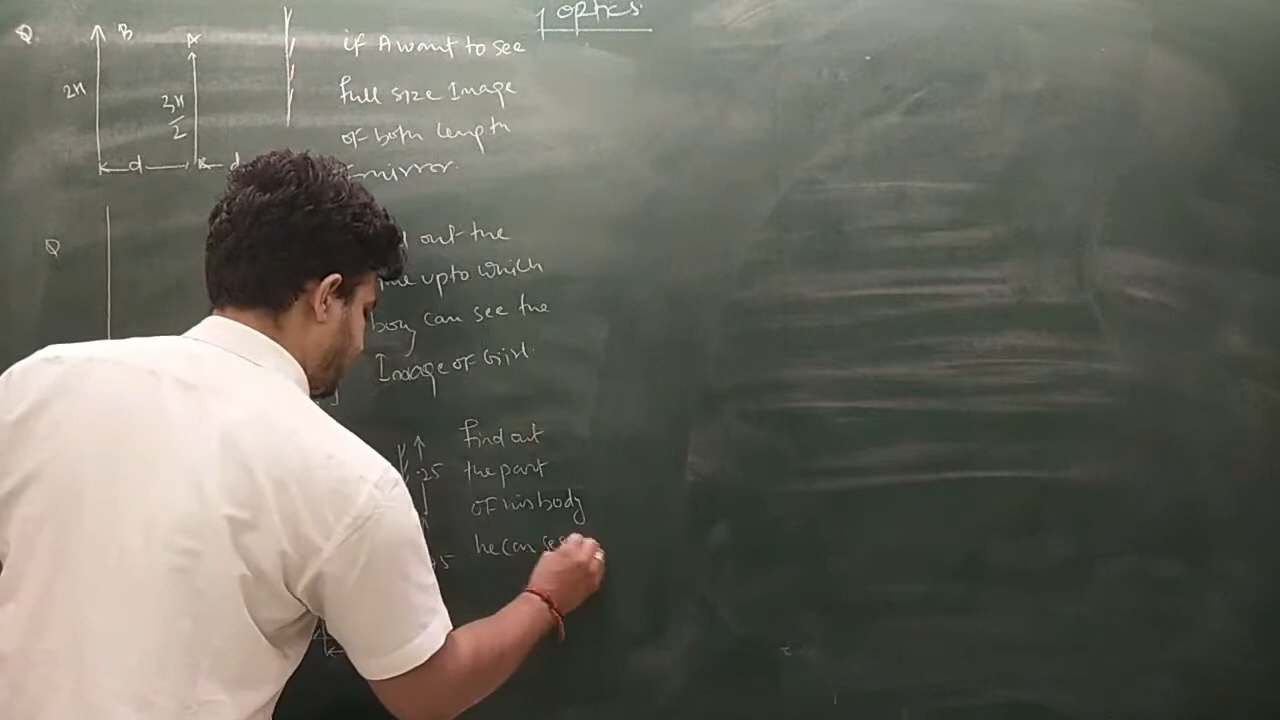 optics.
Q.
B
A
2H
3H
2
d
d
if A want to see
full size Image
of both length
mirror.
Q
out the
upto which
boy can see the
Image of Girl.
.25
Find out
the part
of his body
he can see